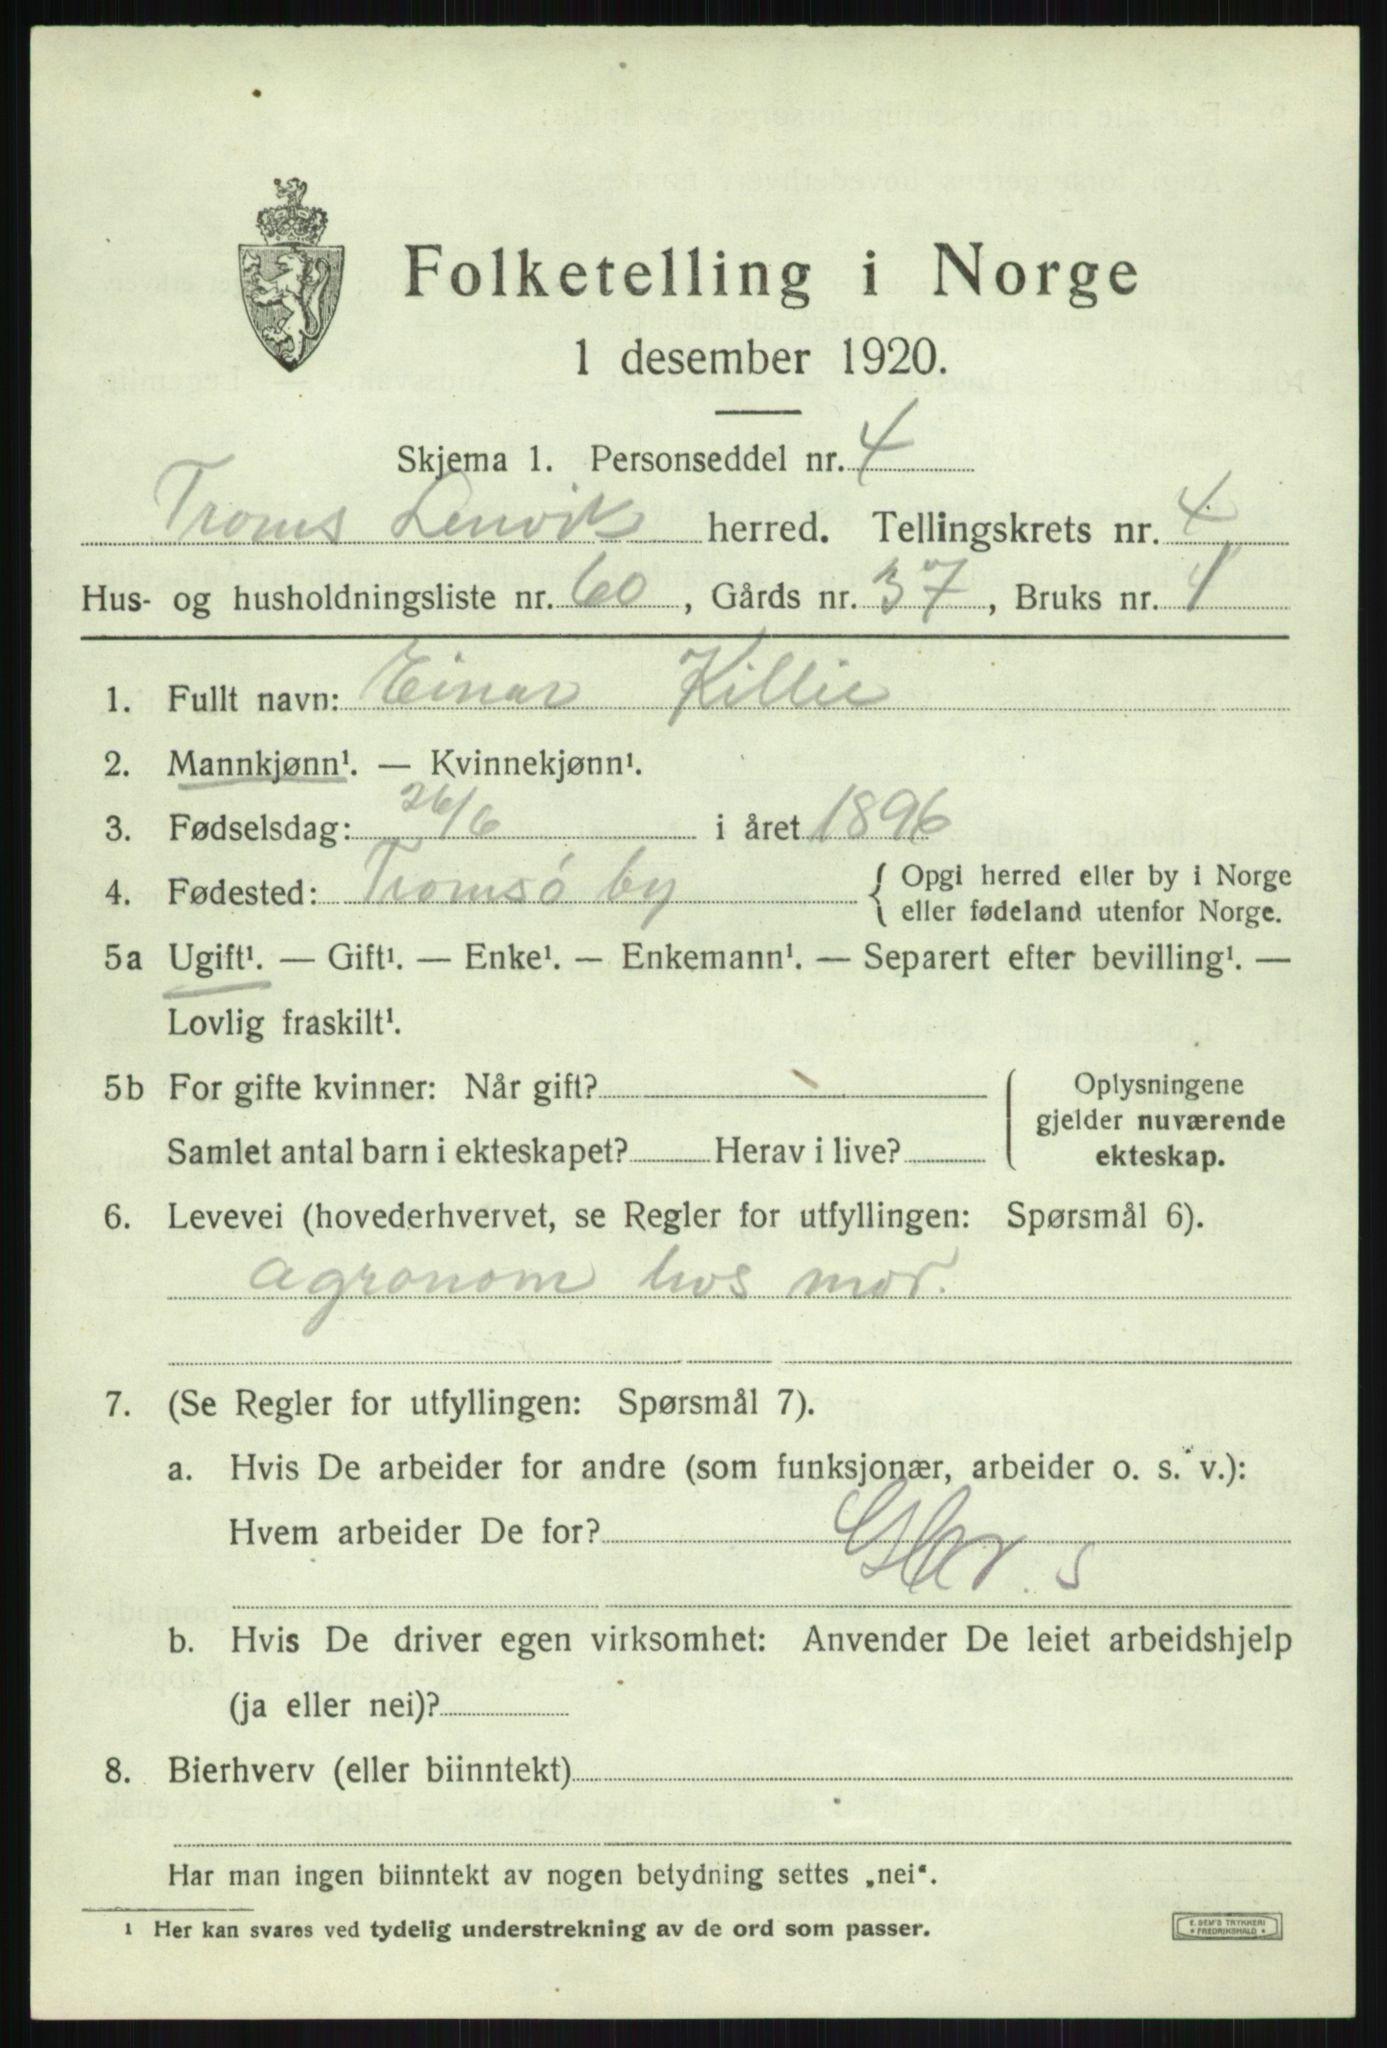 Folketelling i Norge
1 desember 1920.
Skjema 1. Personseddel nr. 4
Troms Lenvik herred. Tellingskrets nr. 4
Hus- og husholdningsliste nr. 60, Gårds nr. 37, Bruks nr. 1
1. Fullt navn: Einar Killie
2. Mannkjønn¹. — Kvinnekjønn¹.
3. Fødselsdag: 26/6 i året 1896
4. Fødested: Tromsö by { Opgi herred eller by i Norge
eller fødeland utenfor Norge.
5a Ugift¹. — Gift¹. — Enke¹. — Enkemann¹. — Separert efter bevilling¹. —
Lovlig fraskilt¹.
5b For gifte kvinner: Når gift?
Samlet antal barn i ekteskapet? Herav i live?
Oplysningene
gjelder nuværende
ekteskap.
6. Levevei (hovederhvervet, se Regler for utfyllingen: Spørsmål 6).
agronom hos mor.
7. (Se Regler for utfyllingen: Spørsmål 7).
a. Hvis De arbeider for andre (som funksjonær, arbeider o. s. v.):
Hvem arbeider De for?
b. Hvis De driver egen virksomhet: Anvender De leiet arbeidshjelp
(ja eller nei)?
8. Bierhverv (eller biinntekt)
Har man ingen biinntekt av nogen betydning settes „nei“.
¹ Her kan svares ved tydelig understrekning av de ord som passer.
E. SEM'S TRYKKERI
* FREDRIKSHALD *